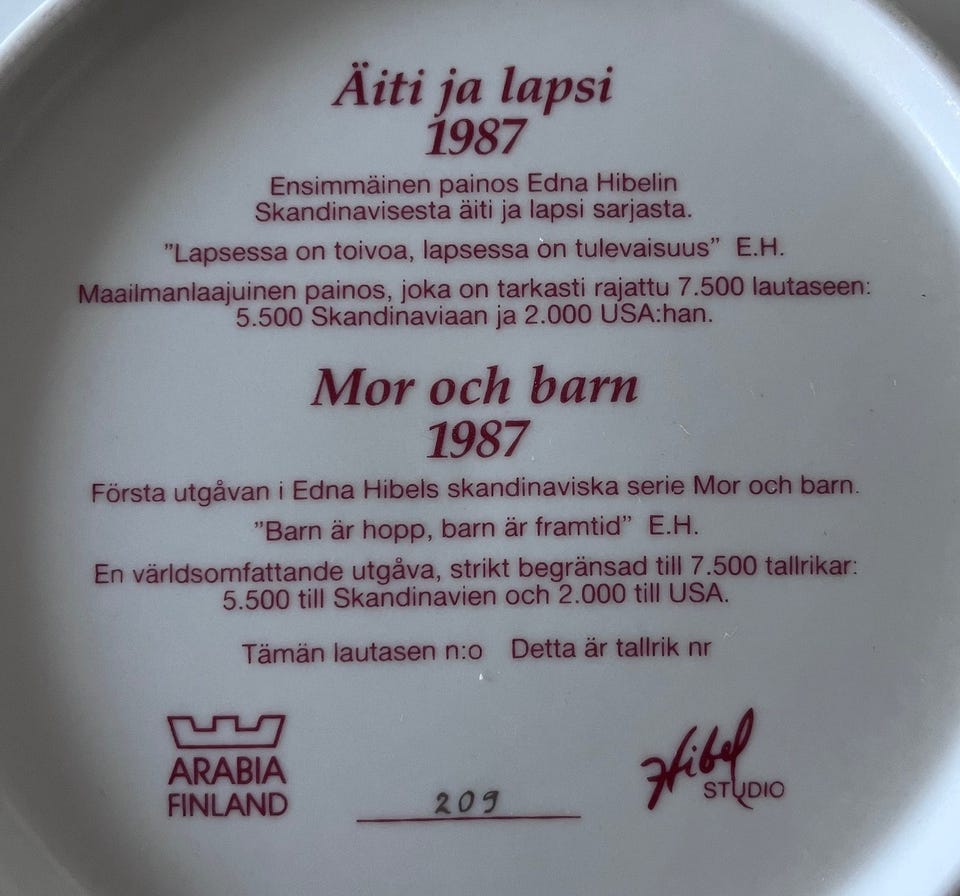 Äiti ja lapsi
1987
Ensimmäinen painos Edna Hibelin
Skandinavisesta äiti ja lapsi sarjasta.
"Lapsessa on toivoa, lapsessa on tulevaisuus" E.H.
Maailmanlaajuinen painos, joka on tarkasti rajattu 7.500 lautaseen:
5.500 Skandinaviaan ja 2.000 USA:han.
Mor och barn
1987
Första utgåvan i Edna Hibels skandinaviska serie Mor och barn.
"Barn är hopp, barn är framtid" E.H.
En världsomfattande utgåva, strikt begränsad till 7.500 tallrikar:
5.500 till Skandinavien och 2.000 till USA.
Tämän lautasen n:o Detta är tallrik nr
ARABIA
FINLAND
209
Hibel
STUDIO